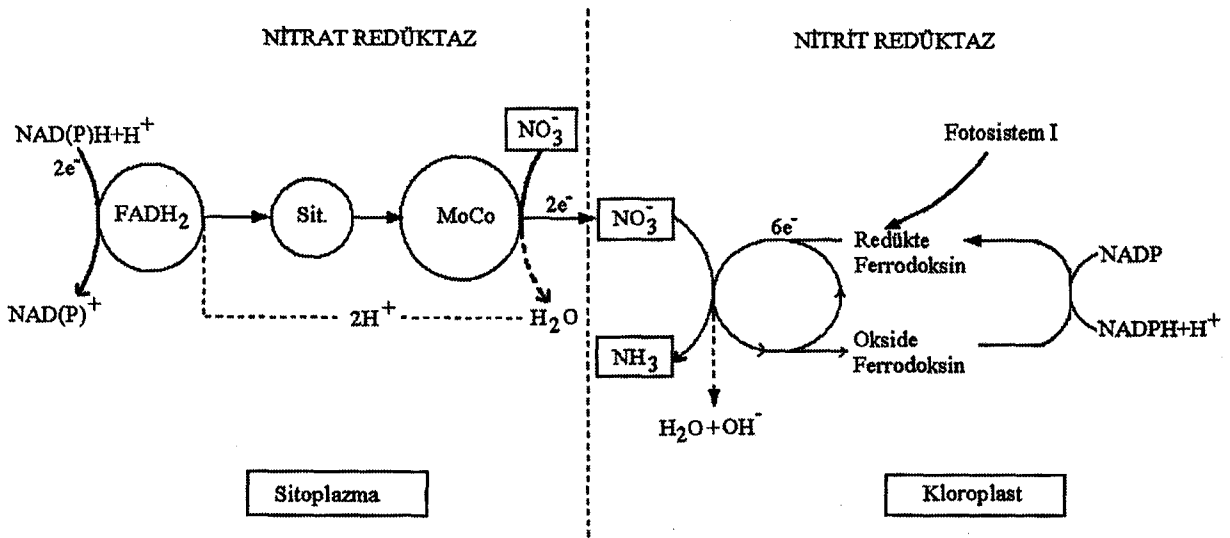 NİTRAT REDÜKTAZ
NİTRİT REDÜKTAZ
NAD(P)H+H⁺
2e⁻
FADH₂
Sit.
MoCo
NO₃⁻
2e⁻
NAD(P)⁺
2H⁺
H₂O
NO₃⁻
NH₃
H₂O+OH⁻
Fotosistem I
6e⁻
Redükte
Ferrodoksin
NADP
Okside
Ferrodoksin
NADPH+H⁺
Sitoplazma
Kloroplast